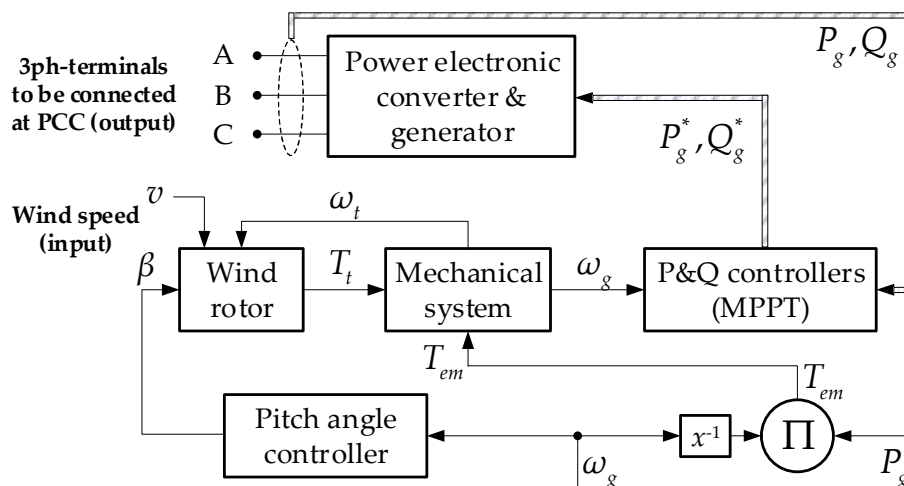 3ph-terminals
to be connected
at PCC (output)
A
B
C
Power electronic
converter &
generator
P_g, Q_g
P_g^*, Q_g^*
Wind speed
(input)
v
ω_t
β
Wind
rotor
T_t
Mechanical
system
ω_g
P&Q controllers
(MPPT)
T_em
T_em
Pitch angle
controller
ω_g
x⁻¹
Π
P_g